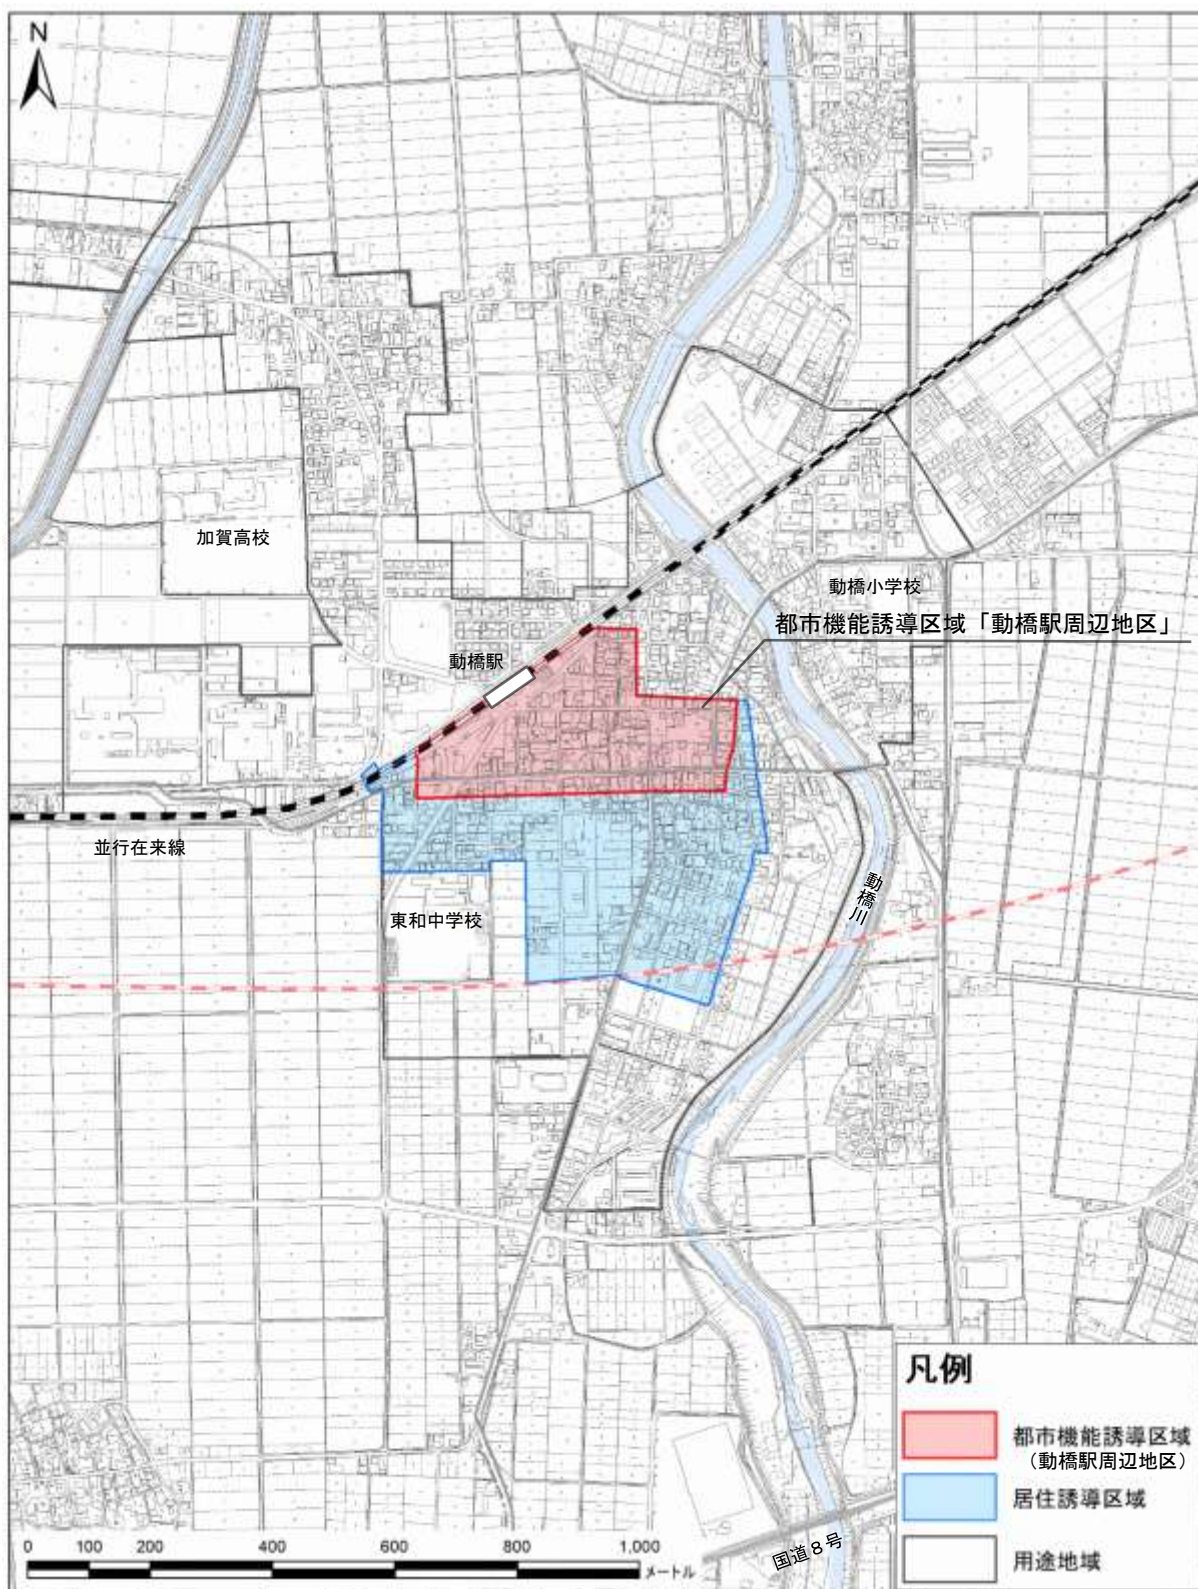 N
加賀高校
動橋小学校
都市機能誘導区域「動橋駅周辺地区」
動橋駅
並行在来線
動橋川
東和中学校
凡例
都市機能誘導区域
（動橋駅周辺地区）
居住誘導区域
用途地域
国道８号
0 100 200 400 600 800 1,000
メートル